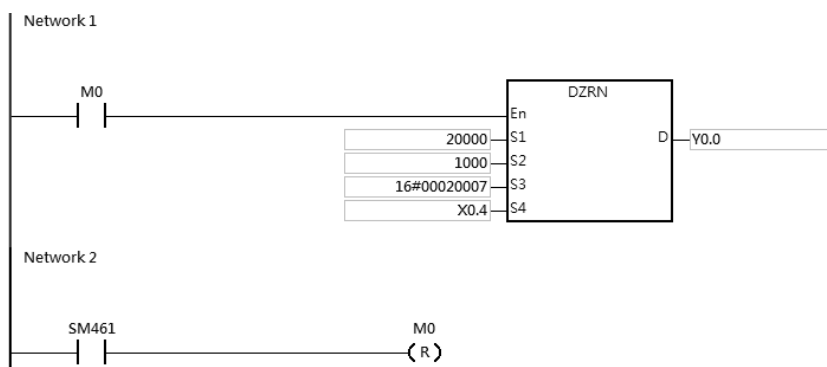 Network 1
M0
DZRN
En
20000 S1 D Y0.0
1000 S2
16#00020007 S3
X0.4 S4
Network 2
SM461 M0
R